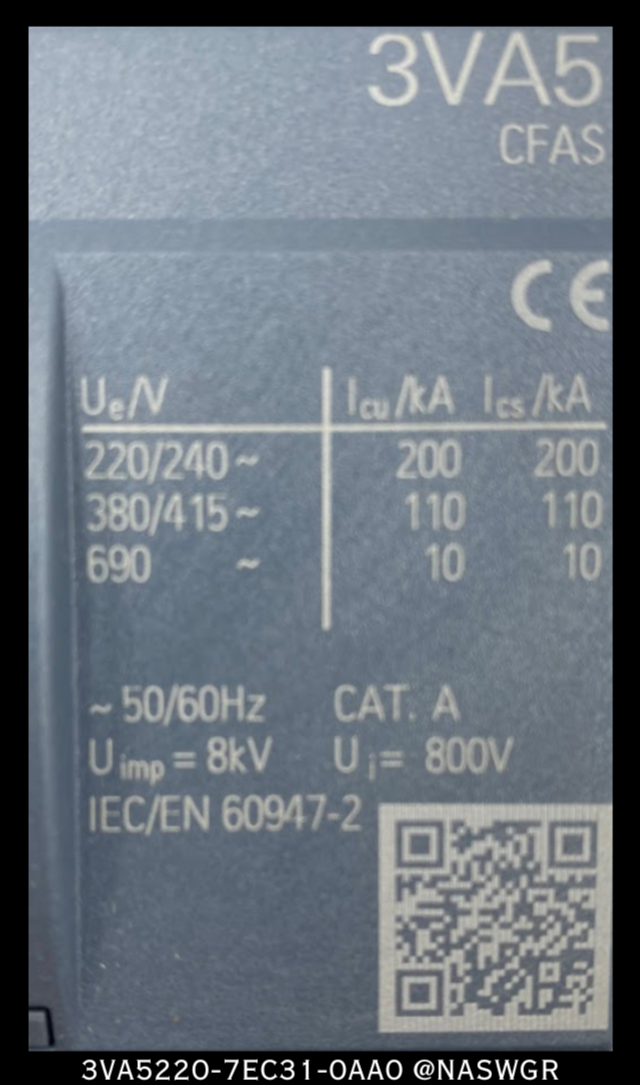 3VA5
CFAS
CE
Ue/V Icu/kA Ics/kA
220/240~ 200 200
380/415~ 110 110
690 ~ 10 10
~ 50/60Hz CAT. A
Uimp = 8kV Ui= 800V
IEC/EN 60947-2
3VA5220-7EC31-0AA0 @NASWGR